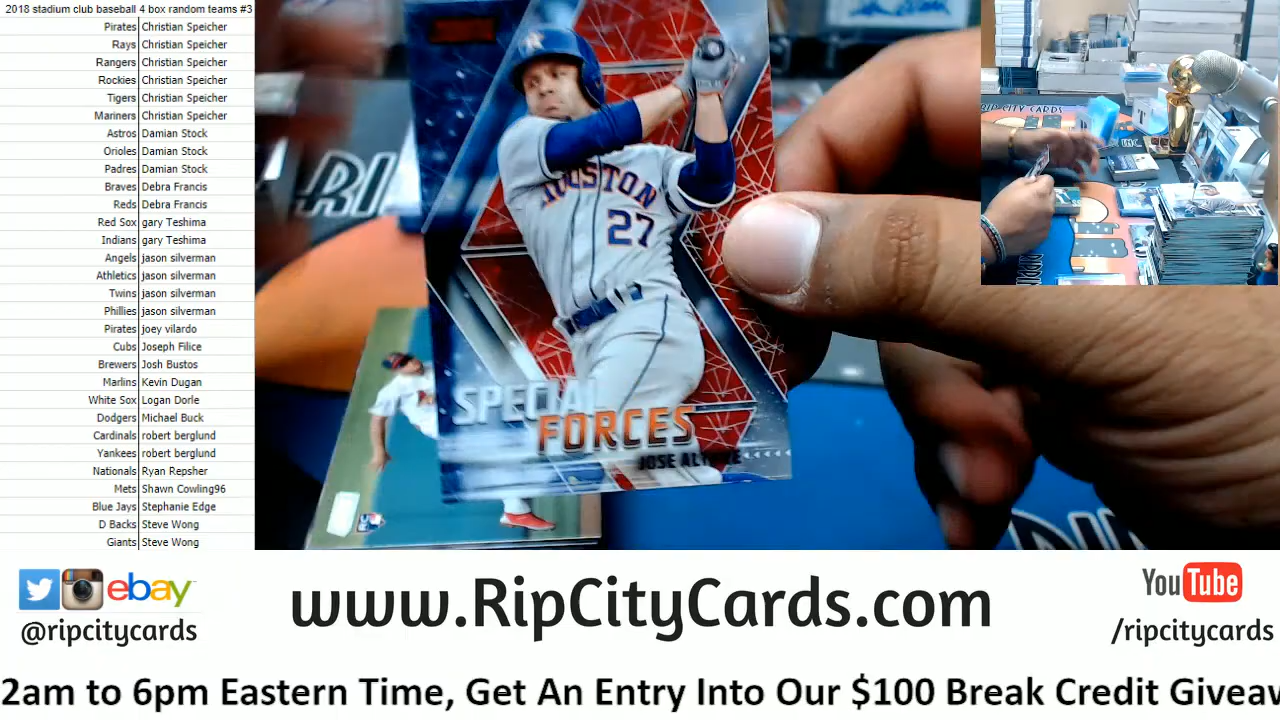 2018 stadium club baseball 4 box random teams #3
Pirates Christian Speicher
Rays Christian Speicher
Rangers Christian Speicher
Rockies Christian Speicher
Tigers Christian Speicher
Mariners Christian Speicher
Astros Damian Stock
Orioles Damian Stock
Padres Damian Stock
Braves Debra Francis
Reds Debra Francis
Red Sox gary Teshima
Indians gary Teshima
Angels jason silverman
Athletics jason silverman
Twins jason silverman
Phillies jason silverman
Pirates joey vilardo
Cubs Joseph Filice
Brewers Josh Bustos
Marlins Kevin Dugan
White Sox Logan Dorle
Dodgers Michael Buck
Cardinals robert berglund
Yankees robert berglund
Nationals Ryan Repsher
Mets Shawn Cowling96
Blue Jays Stephanie Edge
D Backs Steve Wong
Giants Steve Wong
HOUSTON
27
SPECIAL
FORCES
JOSE ALTUVE
RIP CITY CARDS
ebay
@ripcitycards
www.RipCityCards.com
YouTube
/ripcitycards
2am to 6pm Eastern Time, Get An Entry Into Our $100 Break Credit Giveaw